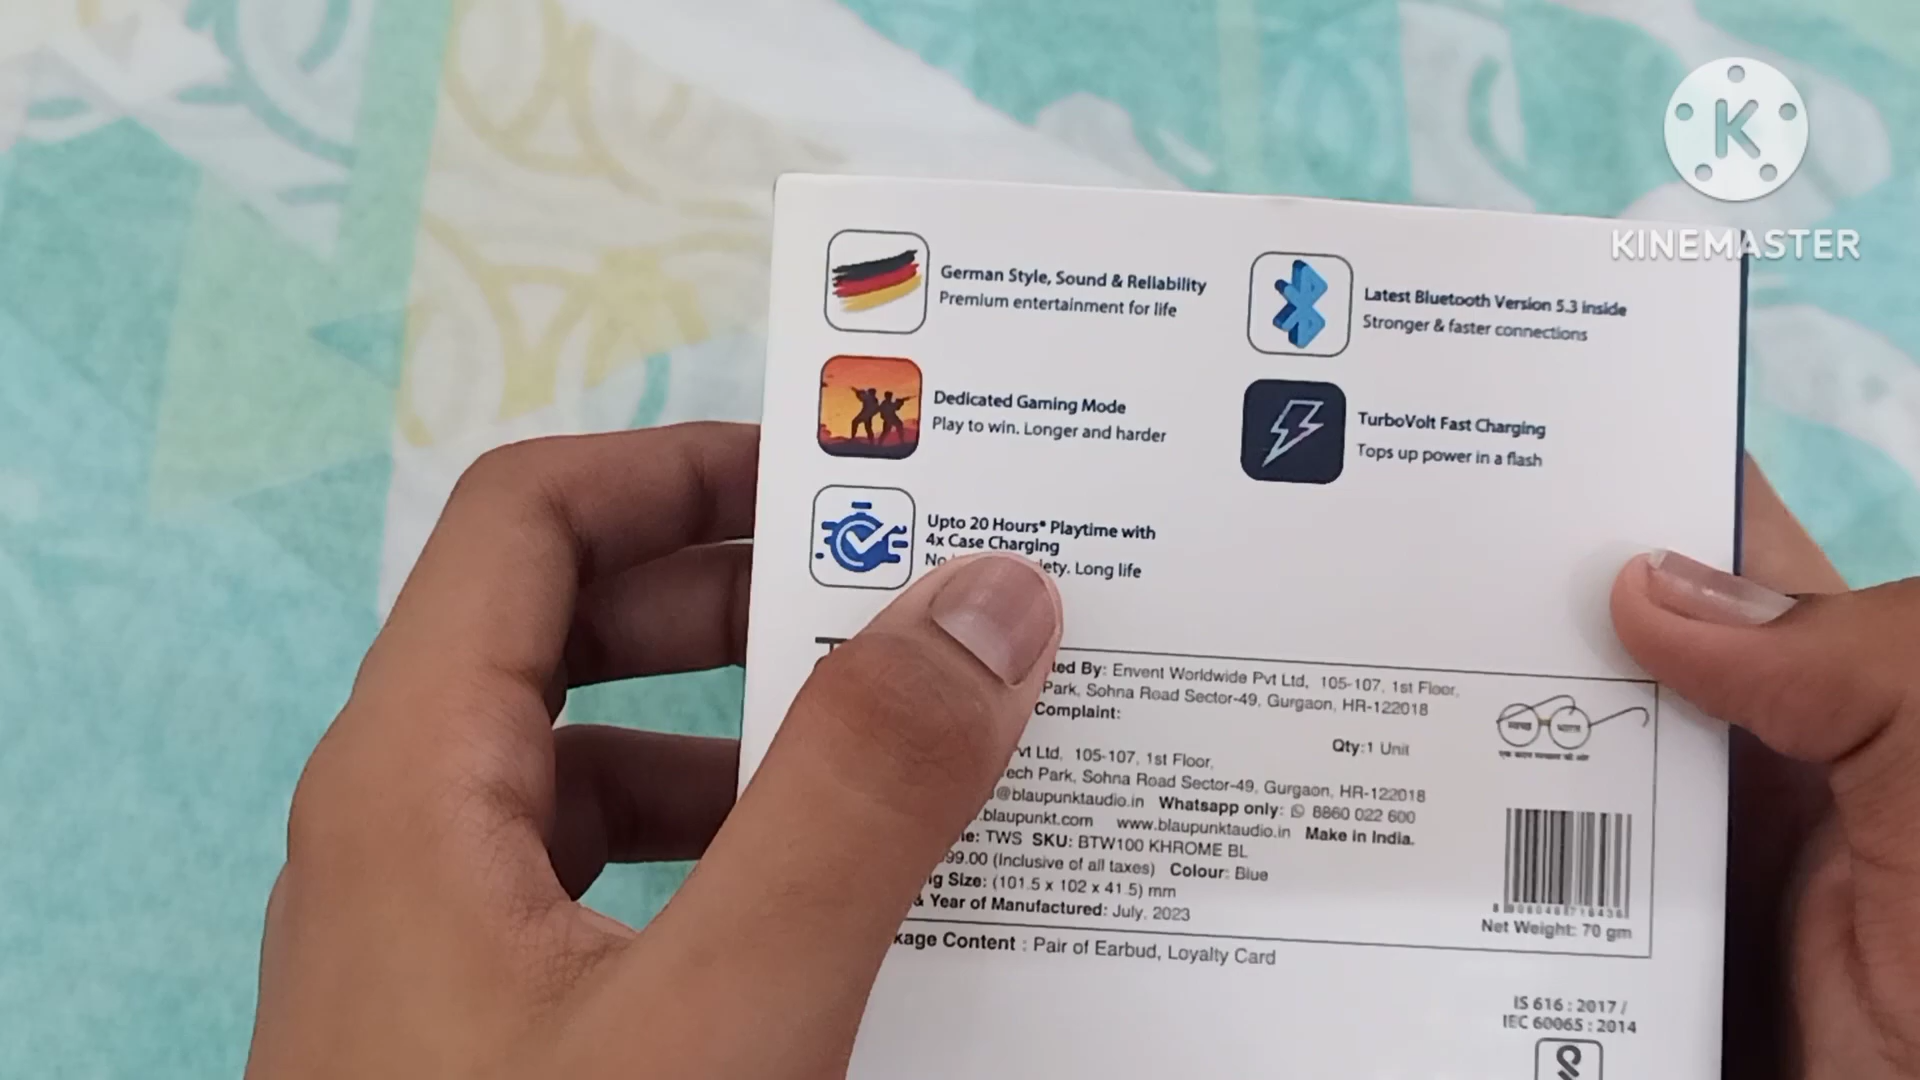 K
KINEMASTER
German Style, Sound & Reliability
Premium entertainment for life
Latest Bluetooth Version 5.3 inside
Stronger & faster connections
Dedicated Gaming Mode
Play to win. Longer and harder
TurboVolt Fast Charging
Tops up power in a flash
Upto 20 Hours* Playtime with
4x Case Charging
No
Long life
By: Envent Worldwide Pvt Ltd, 105-107, 1st Floor,
Park, Sohna Road Sector-49, Gurgaon, HR-122018
Complaint:
Qty:1 Unit
Ltd, 105-107, 1st Floor,
Park, Sohna Road Sector-49, Gurgaon, HR-122018
@blaupunktaudio.in Whatsapp only: 8860 022 600
.blaupunkt.com www.blaupunktaudio.in Make in India.
TWS SKU: BTW100 KHROME BL
99.00 (Inclusive of all taxes) Colour: Blue
Size: (101.5 x 102 x 41.5) mm
& Year of Manufactured: July, 2023
Net Weight: 70 gm
Content : Pair of Earbud, Loyalty Card
IS 616 : 2017 /
IEC 60065 : 2014